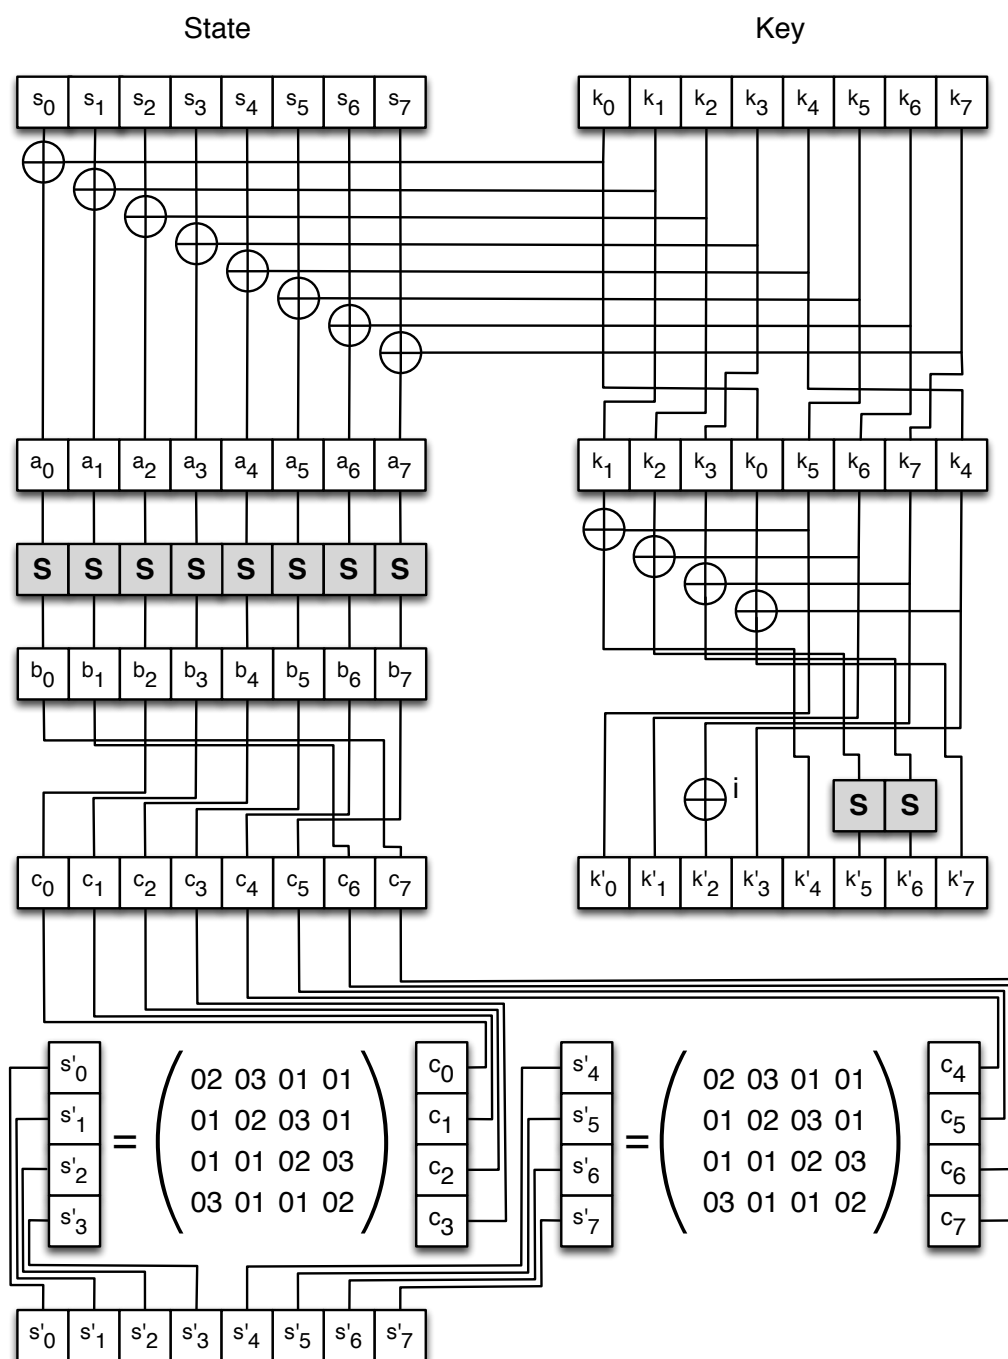 State Key
s0 s1 s2 s3 s4 s5 s6 s7 k0 k1 k2 k3 k4 k5 k6 k7
a0 a1 a2 a3 a4 a5 a6 a7 k1 k2 k3 k0 k5 k6 k7 k4
S S S S S S S S
b0 b1 b2 b3 b4 b5 b6 b7
i S S
c0 c1 c2 c3 c4 c5 c6 c7 k'0 k'1 k'2 k'3 k'4 k'5 k'6 k'7
s'0 02 03 01 01 c0 s'4 02 03 01 01 c4
s'1 01 02 03 01 c1 s'5 01 02 03 01 c5
= =
s'2 01 01 02 03 c2 s'6 01 01 02 03 c6
s'3 03 01 01 02 c3 s'7 03 01 01 02 c7
s'0 s'1 s'2 s'3 s'4 s'5 s'6 s'7